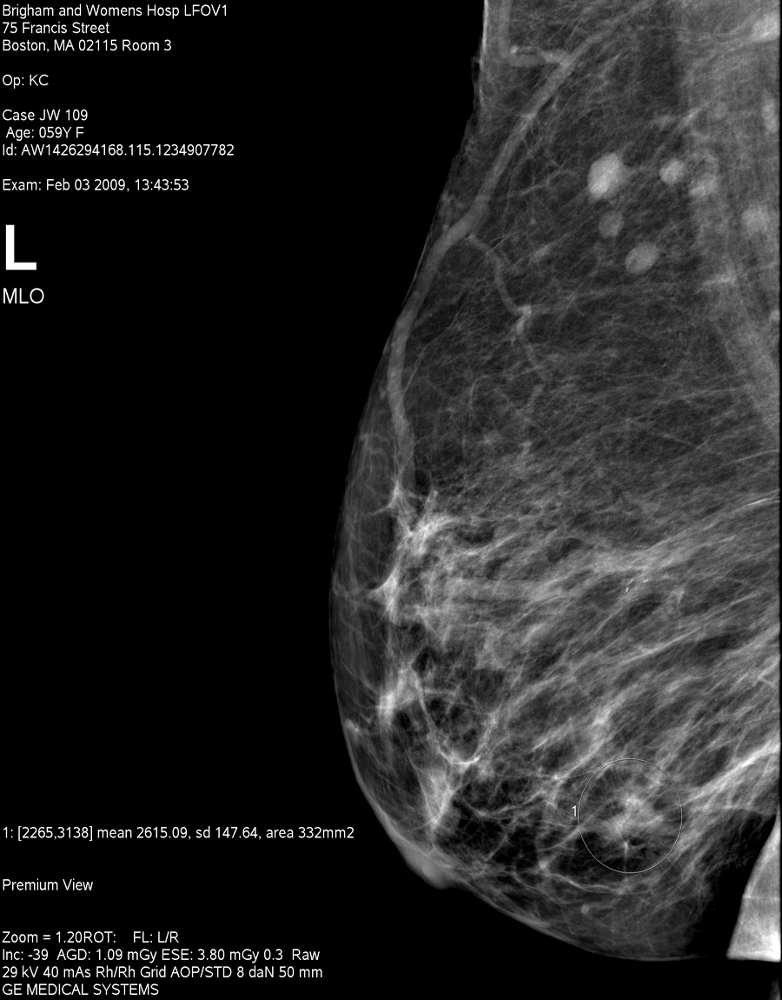 Brigham and Womens Hosp LFOV1
75 Francis Street
Boston, MA 02115 Room 3
Op: KC
Case JW 109
Age: 059Y F
Id: AW1426294168.115.1234907782
Exam: Feb 03 2009, 13:43:53
L
MLO
1
1: [2265,3138] mean 2615.09, sd 147.64, area 332mm2
Premium View
Zoom = 1.20ROT: FL: L/R
Inc: -39 AGD: 1.09 mGy ESE: 3.80 mGy 0.3 Raw
29 kV 40 mAs Rh/Rh Grid AOP/STD 8 daN 50 mm
GE MEDICAL SYSTEMS